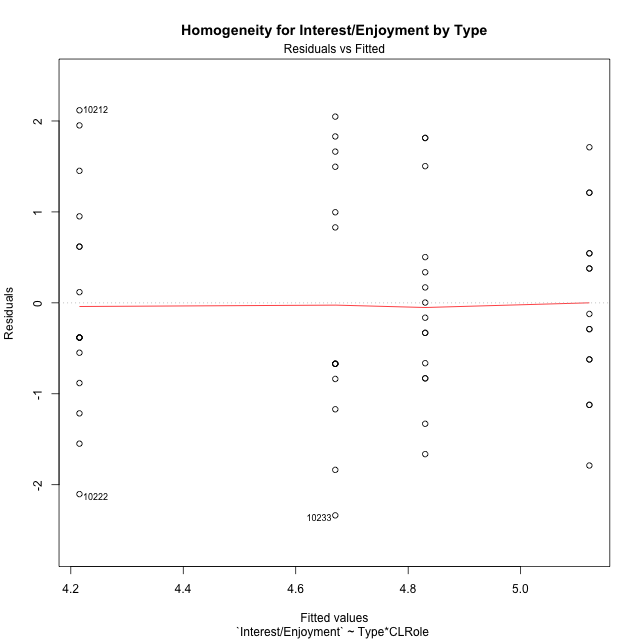 Homogeneity for Interest/Enjoyment by Type
Residuals vs Fitted
Residuals
2
1
0
-1
-2
10212
10222
10233
4.2 4.4 4.6 4.8 5.0
Fitted values
`Interest/Enjoyment` ~ Type*CLRole